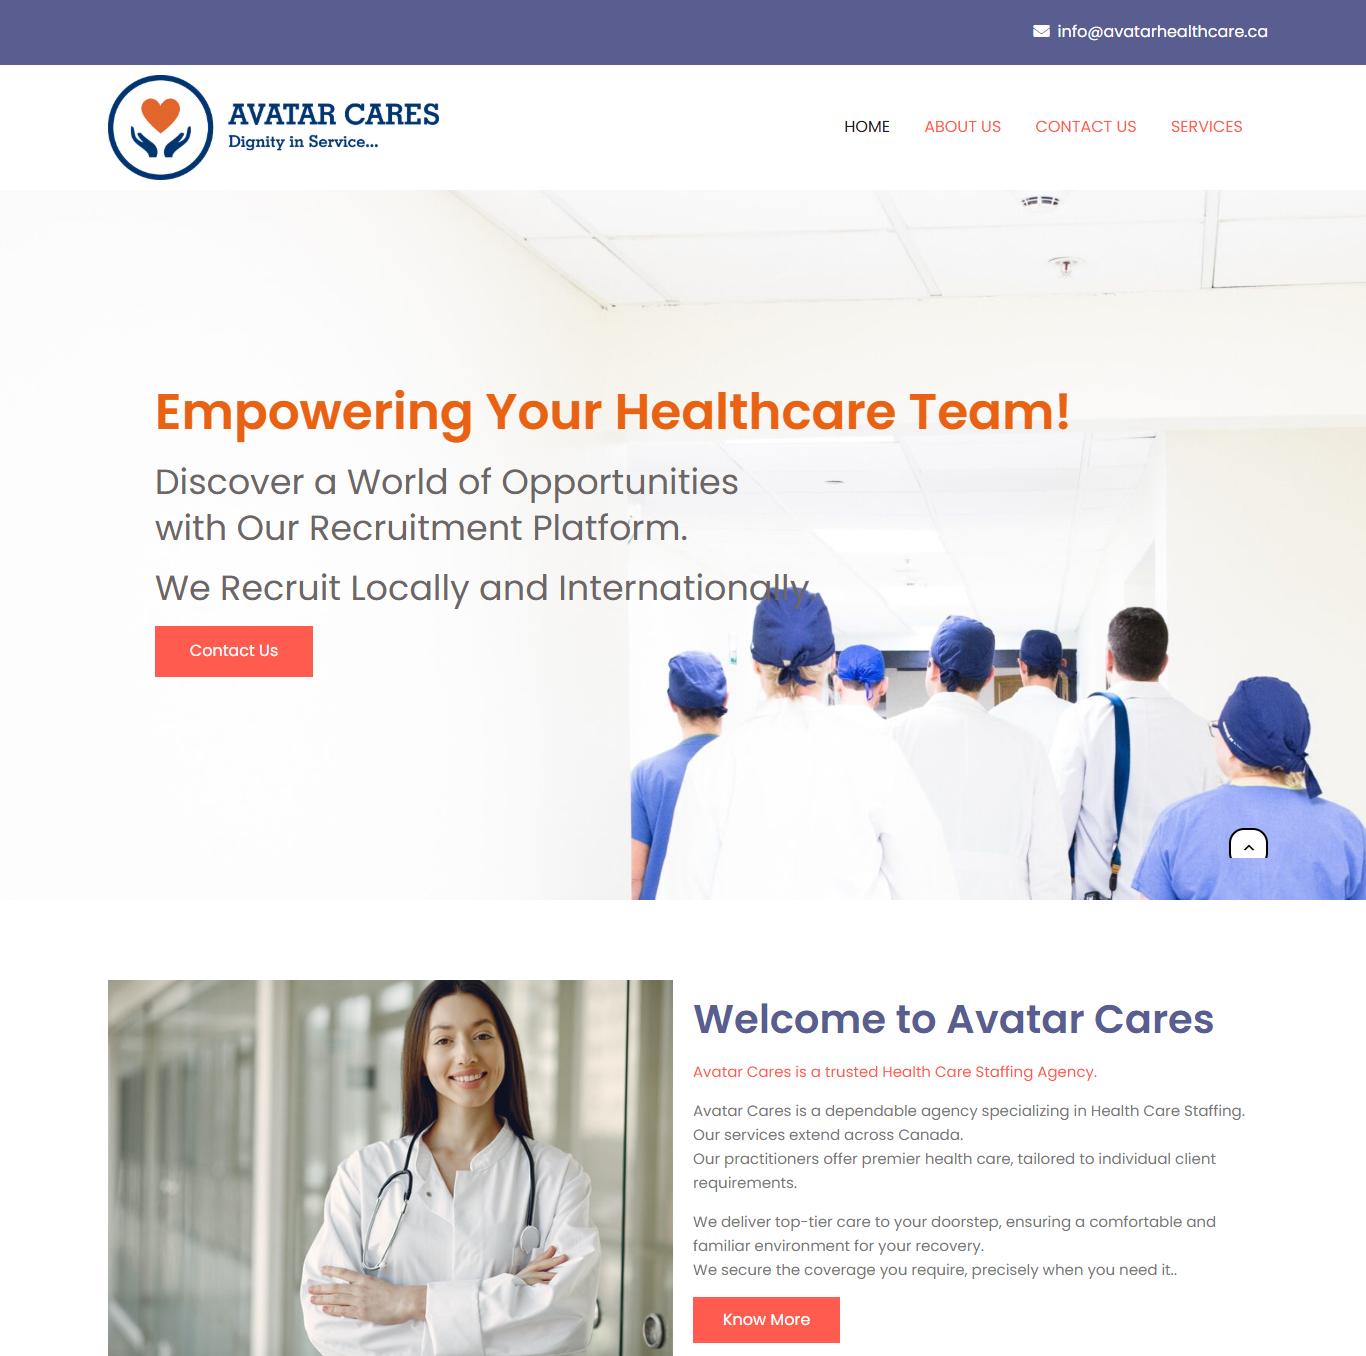 info@avatarhealthcare.ca
AVATAR CARES
Dignity in Service...
HOME ABOUT US CONTACT US SERVICES
Empowering Your Healthcare Team!
Discover a World of Opportunities
with Our Recruitment Platform.
We Recruit Locally and Internationally.
Contact Us
Welcome to Avatar Cares
Avatar Cares is a trusted Health Care Staffing Agency.
Avatar Cares is a dependable agency specializing in Health Care Staffing.
Our services extend across Canada.
Our practitioners offer premier health care, tailored to individual client
requirements.
We deliver top-tier care to your doorstep, ensuring a comfortable and
familiar environment for your recovery.
We secure the coverage you require, precisely when you need it..
Know More